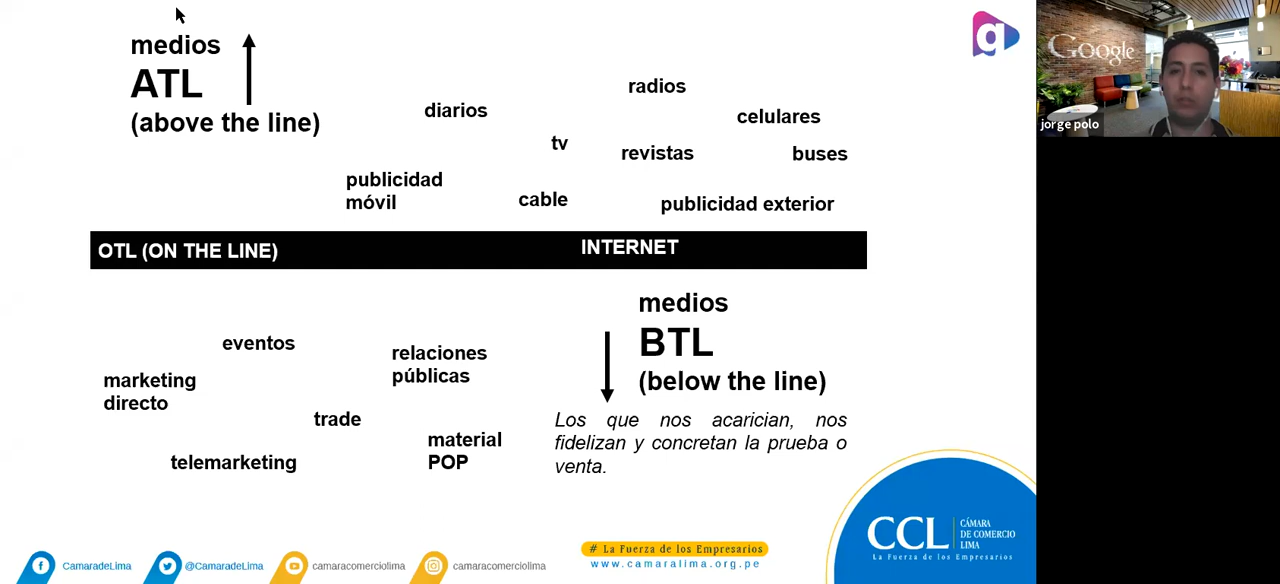 medios
ATL
(above the line)
diarios
radios
celulares
tv
revistas
buses
publicidad
móvil
cable
publicidad exterior
OTL (ON THE LINE)
INTERNET
medios
BTL
(below the line)
eventos
relaciones
públicas
marketing
directo
trade
material
POP
telemarketing
Los que nos acarician, nos
fidelizan y concretan la prueba o
venta.
CCL
CÁMARA
DE COMERCIO
LIMA
La Fuerza de los Empresarios
CamaradeLima
@CamaradeLima
camaracomerciolima
camaracomerciolima
# La Fuerza de los Empresarios
www.camaralima.org.pe
g
Google
jorge polo